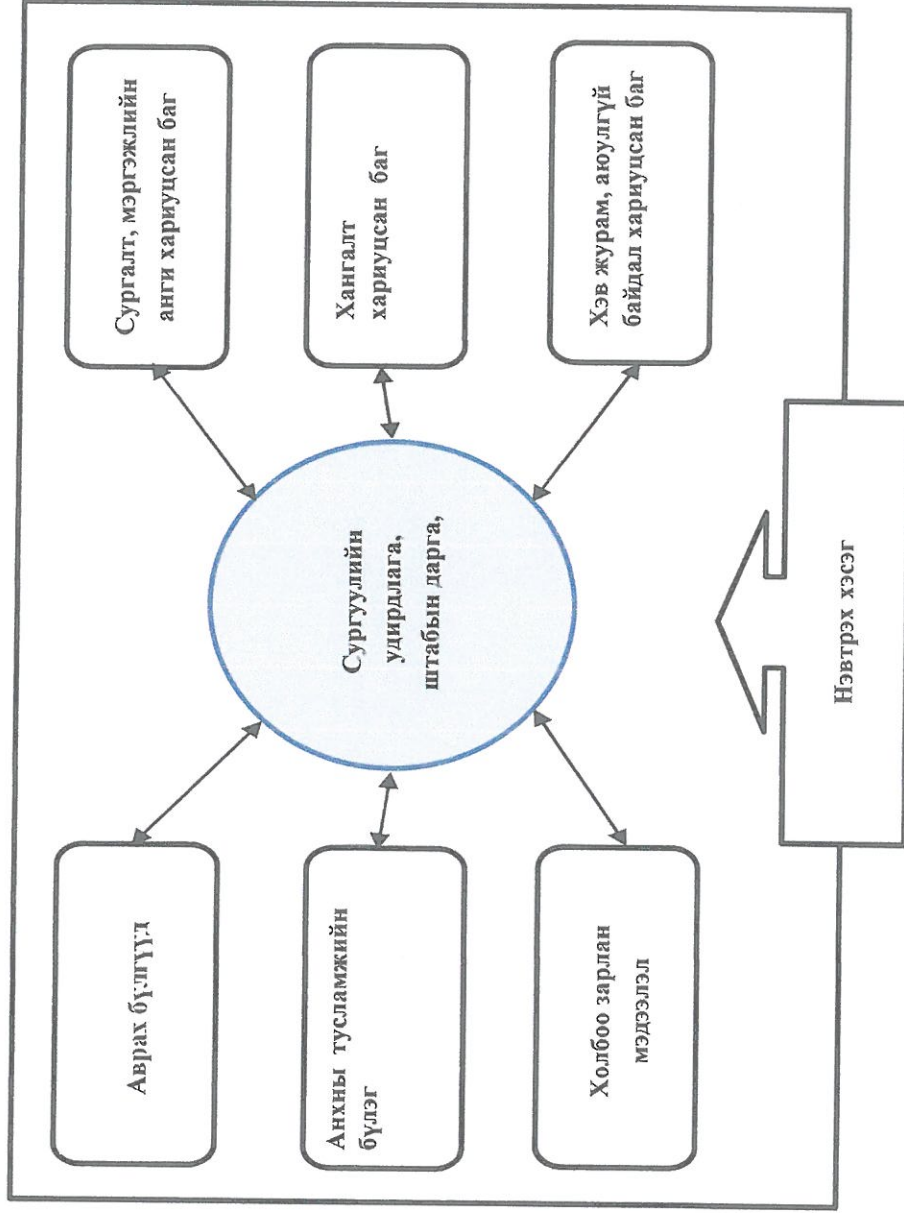 Аврах бүлгүүд
Сургалт, мэргэжлийн
анги хариуцсан баг
Анхны тусламжийн
бүлэг
Сургуулийн
удирдлага,
штабын дарга,
Хангалт
хариуцсан баг
Холбоо зарлан
мэдээлэл
Хэв журам, аюулгүй
байдал хариуцсан баг
Нэвтрэх хэсэг